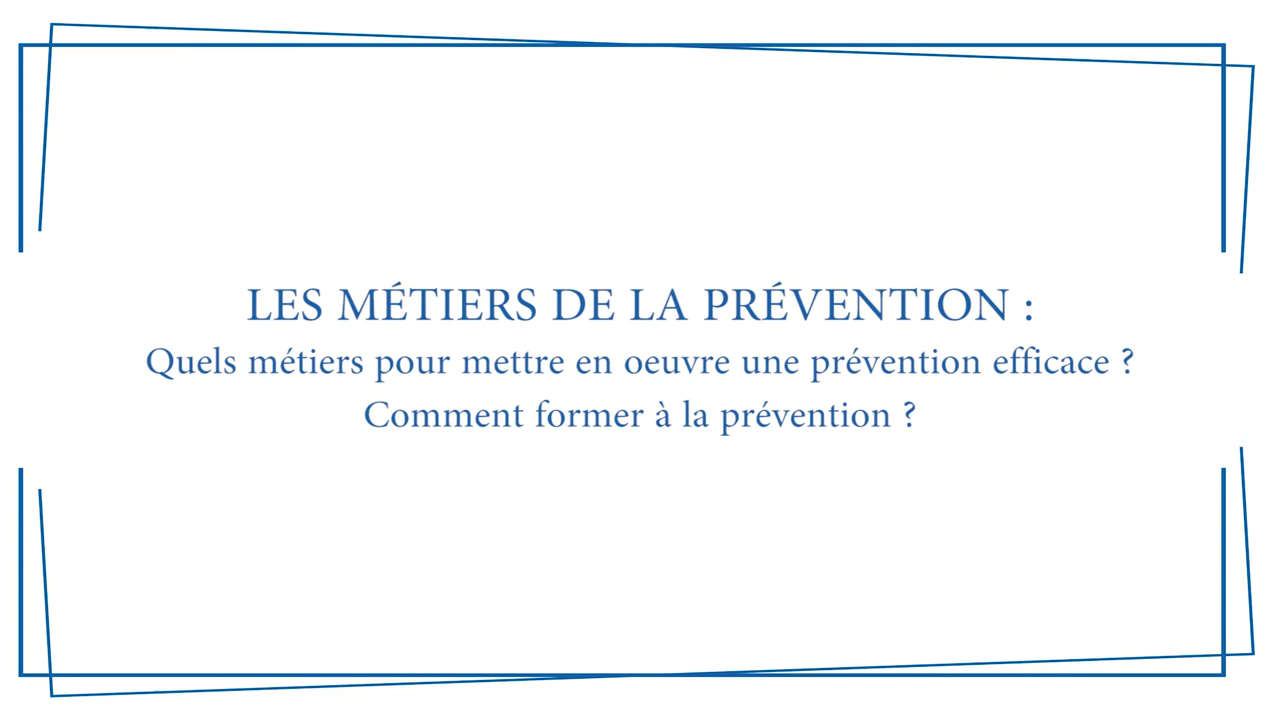 LES MÉTIERS DE LA PRÉVENTION :
Quels métiers pour mettre en oeuvre une prévention efficace ?
Comment former à la prévention ?